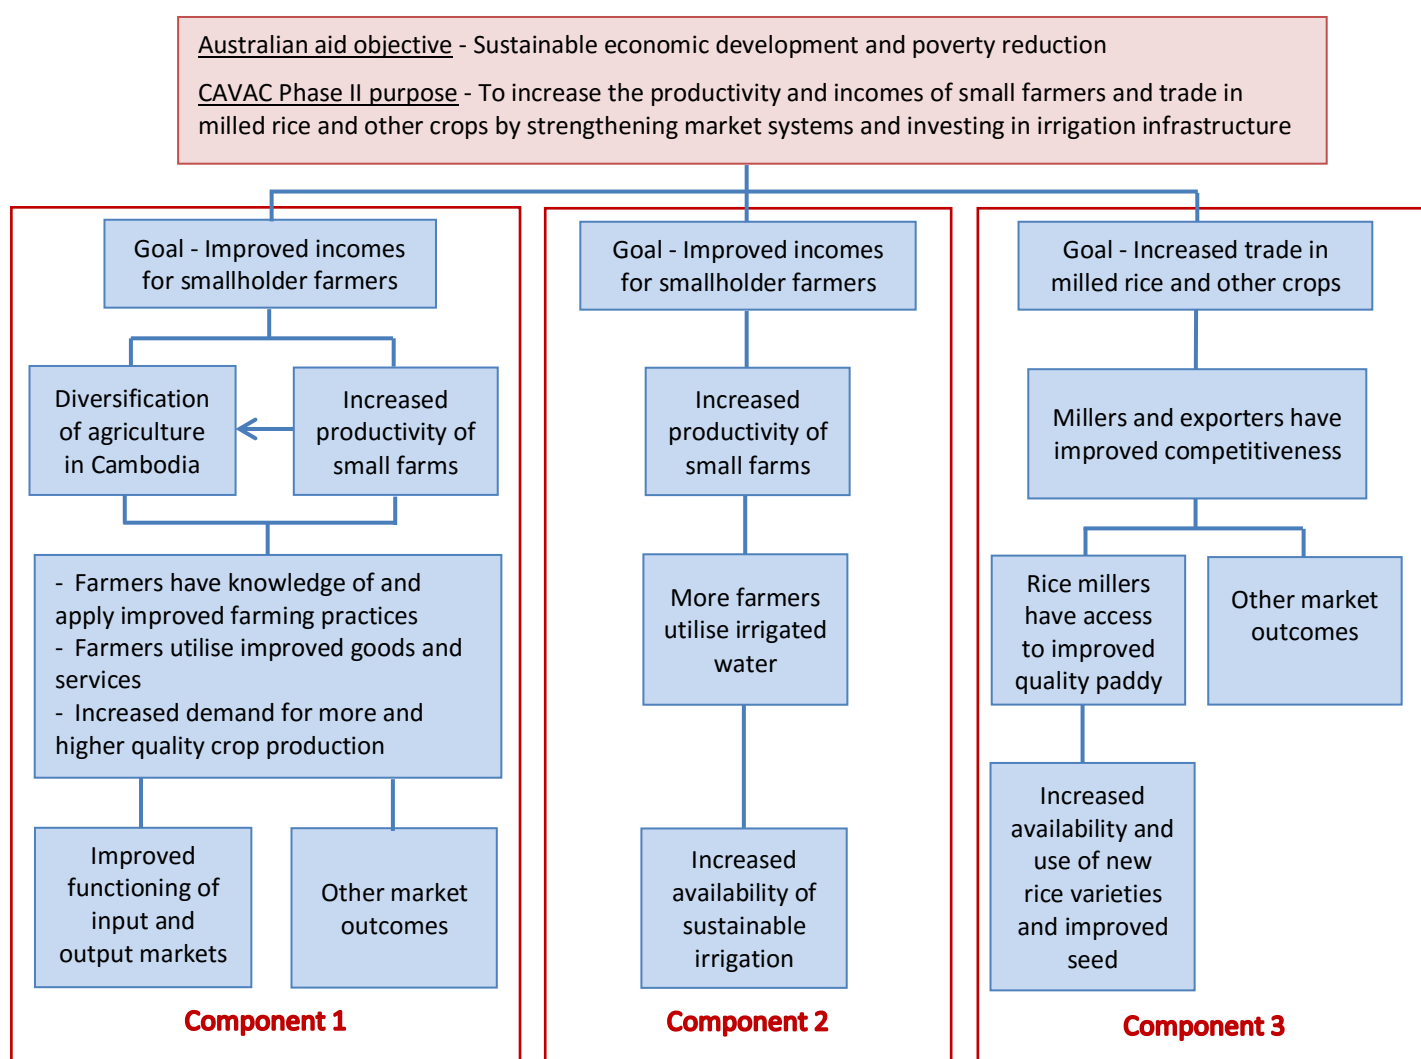 Australian aid objective - Sustainable economic development and poverty reduction
CAVAC Phase II purpose - To increase the productivity and incomes of small farmers and trade in
milled rice and other crops by strengthening market systems and investing in irrigation infrastructure
Goal - Improved incomes
for smallholder farmers
Diversification
of agriculture
in Cambodia
Increased
productivity of
small farms
- Farmers have knowledge of and
apply improved farming practices
- Farmers utilise improved goods and
services
- Increased demand for more and
higher quality crop production
Improved
functioning of
input and
output markets
Other market
outcomes
Component 1
Goal - Improved incomes
for smallholder farmers
Increased
productivity of
small farms
More farmers
utilise irrigated
water
Increased
availability of
sustainable
irrigation
Component 2
Goal - Increased trade in
milled rice and other crops
Millers and exporters have
improved competitiveness
Rice millers
have access
to improved
quality paddy
Other market
outcomes
Increased
availability and
use of new
rice varieties
and improved
seed
Component 3